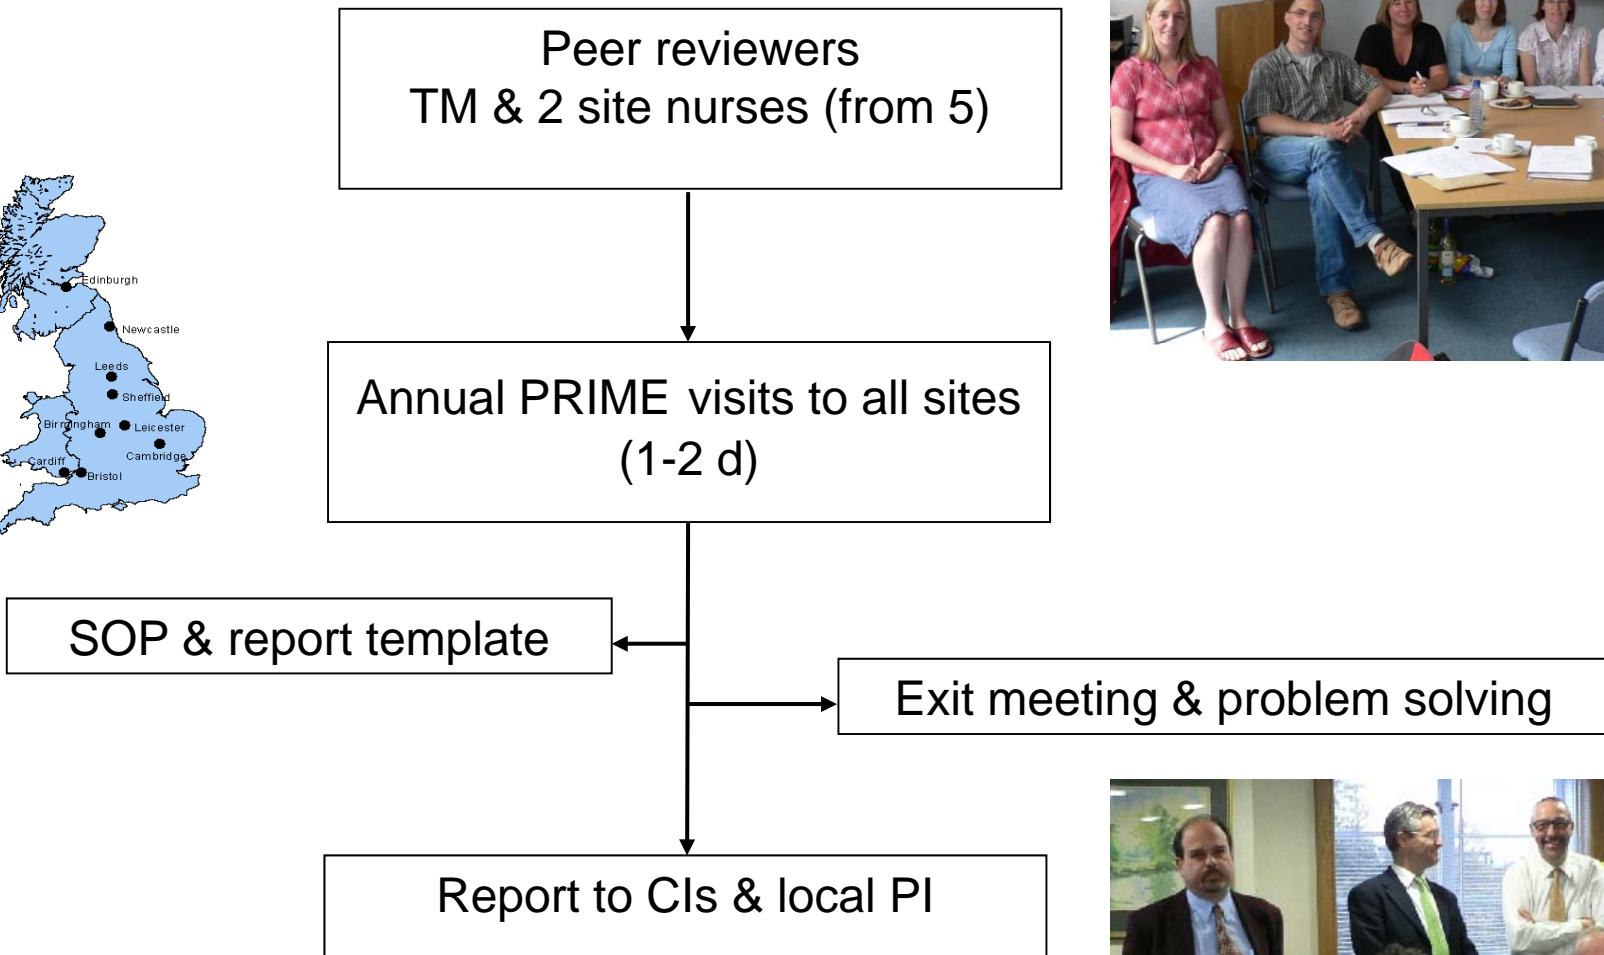 Peer reviewers
TM & 2 site nurses (from 5)
Edinburgh
Newcastle
Leeds
Sheffield
Birmingham
Leicester
Cambridge
Cardiff
Bristol
Annual PRIME visits to all sites
(1-2 d)
SOP & report template
Exit meeting & problem solving
Report to CIs & local PI